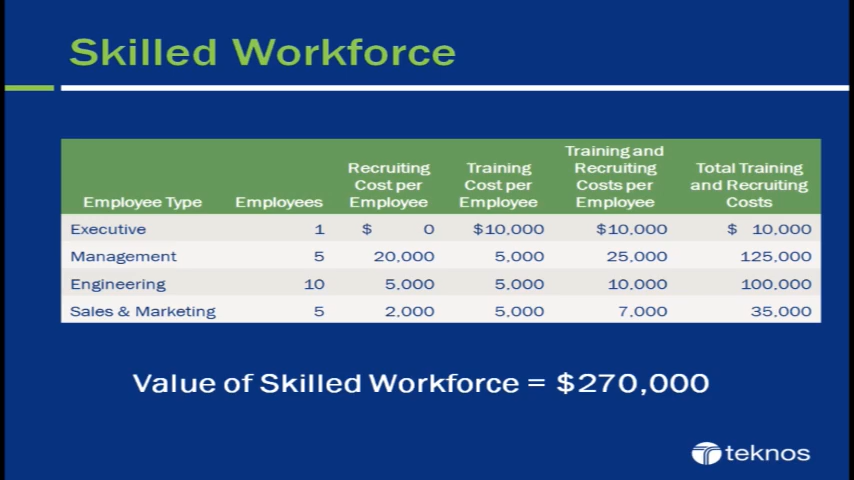 Skilled Workforce
Training and
Recruiting Training Recruiting Total Training
Cost per Cost per Costs per and Recruiting
Employee Type Employees Employee Employee Employee Costs
Executive 1 $ 0 $10,000 $10,000 $ 10,000
Management 5 20,000 5,000 25,000 125,000
Engineering 10 5,000 5,000 10,000 100,000
Sales & Marketing 5 2,000 5,000 7,000 35,000
Value of Skilled Workforce = $270,000
teknos